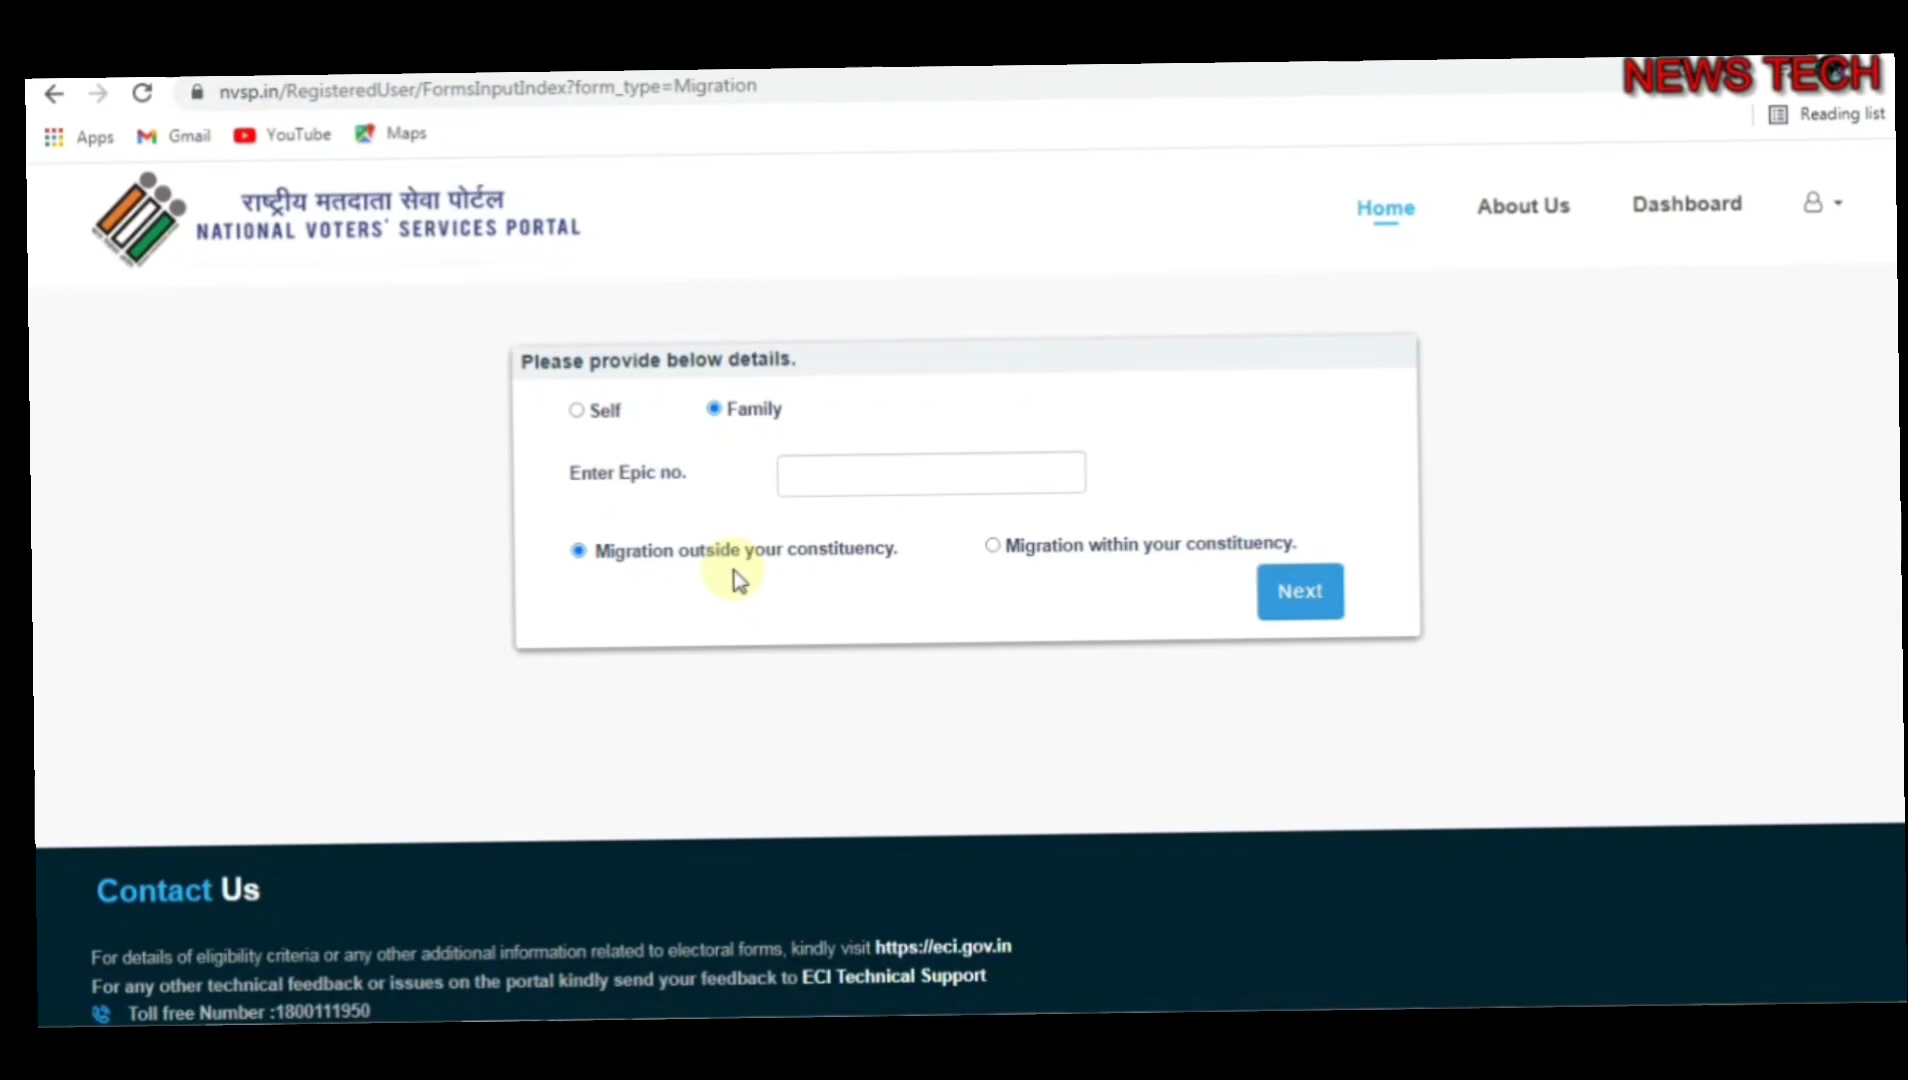 NEWS TECH
nvsp.in/RegisteredUser/FormsInputIndex?form_type=Migration
Apps Gmail YouTube Maps Reading list
राष्ट्रीय मतदाता सेवा पोर्टल
NATIONAL VOTERS' SERVICES PORTAL
Home About Us Dashboard
Please provide below details.
Self Family
Enter Epic no.
Migration outside your constituency. Migration within your constituency.
Next
Contact Us
For details of eligibility criteria or any other additional information related to electoral forms, kindly visit https://eci.gov.in
For any other technical feedback or issues on the portal kindly send your feedback to ECI Technical Support
Toll free Number :1800111950